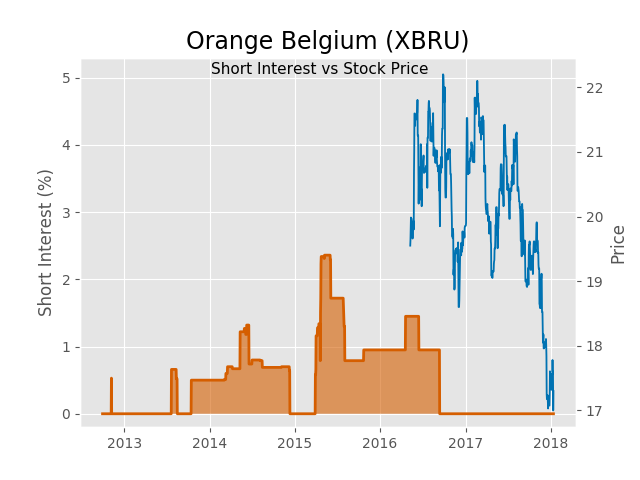 Orange Belgium (XBRU)
Short Interest vs Stock Price
Short Interest (%)
5
4
3
2
1
0
22
21
20
19
18
17
Price
2013 2014 2015 2016 2017 2018